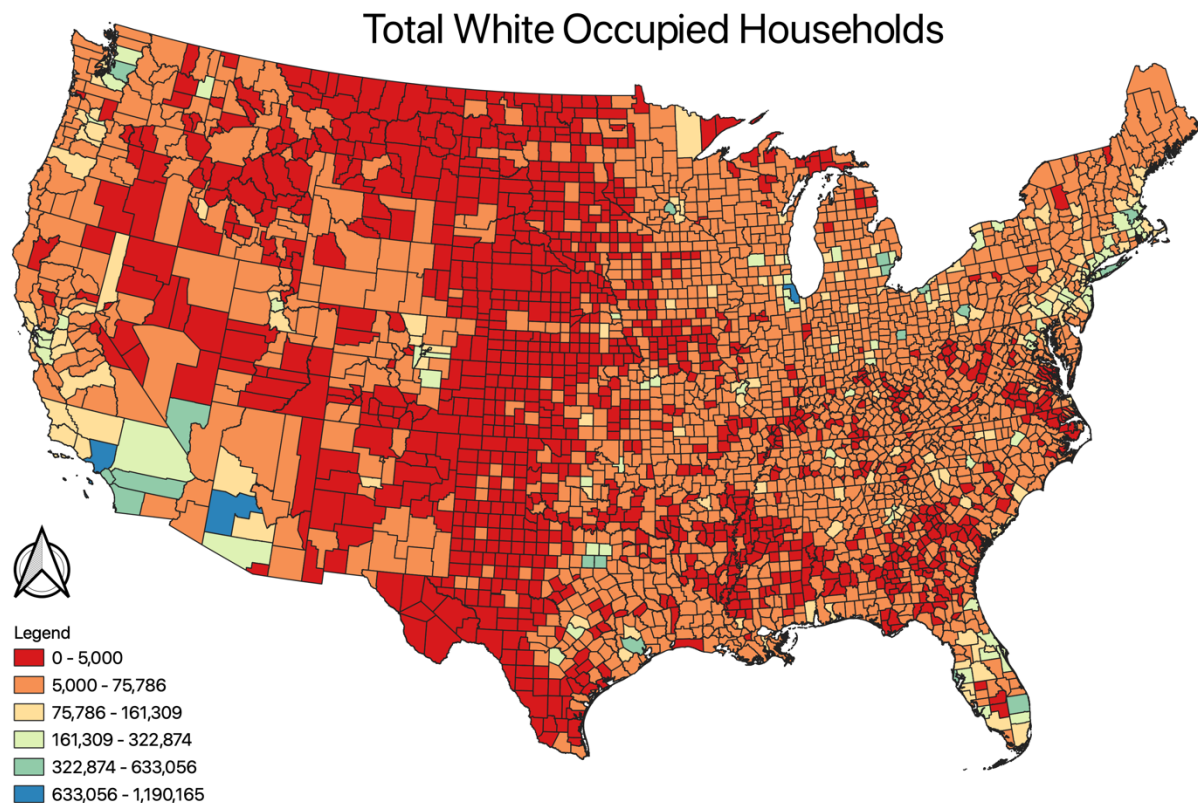 Total White Occupied Households
Legend
0 - 5,000
5,000 - 75,786
75,786 - 161,309
161,309 - 322,874
322,874 - 633,056
633,056 - 1,190,165